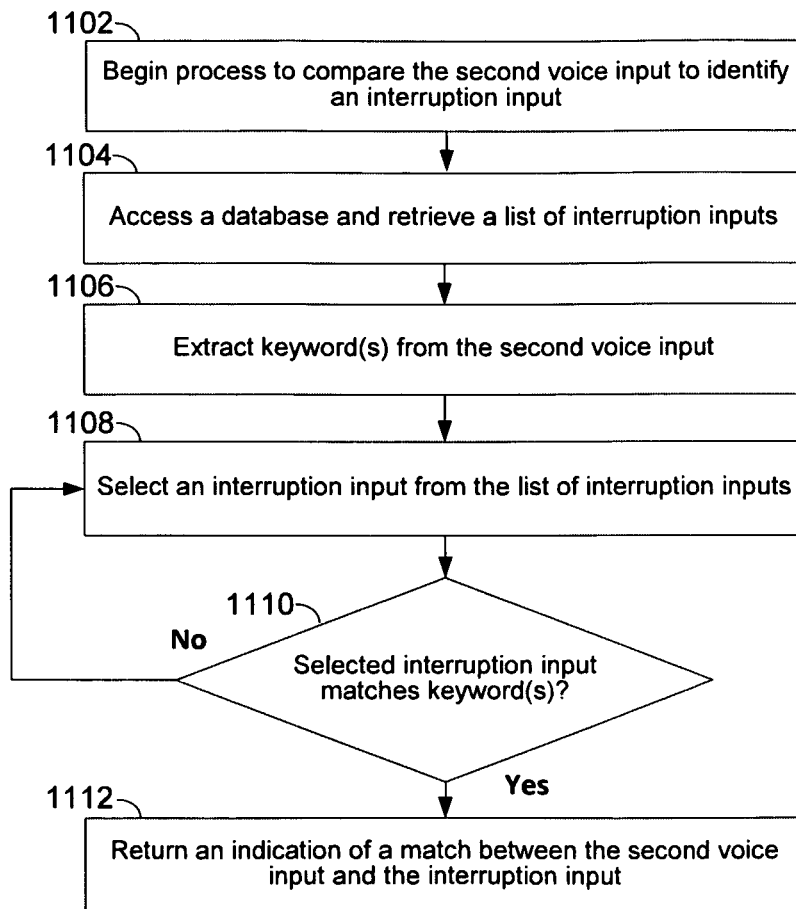 1102
Begin process to compare the second voice input to identify
an interruption input
1104
Access a database and retrieve a list of interruption inputs
1106
Extract keyword(s) from the second voice input
1108
Select an interruption input from the list of interruption inputs
1110
No
Selected interruption input
matches keyword(s)?
Yes
1112
Return an indication of a match between the second voice
input and the interruption input